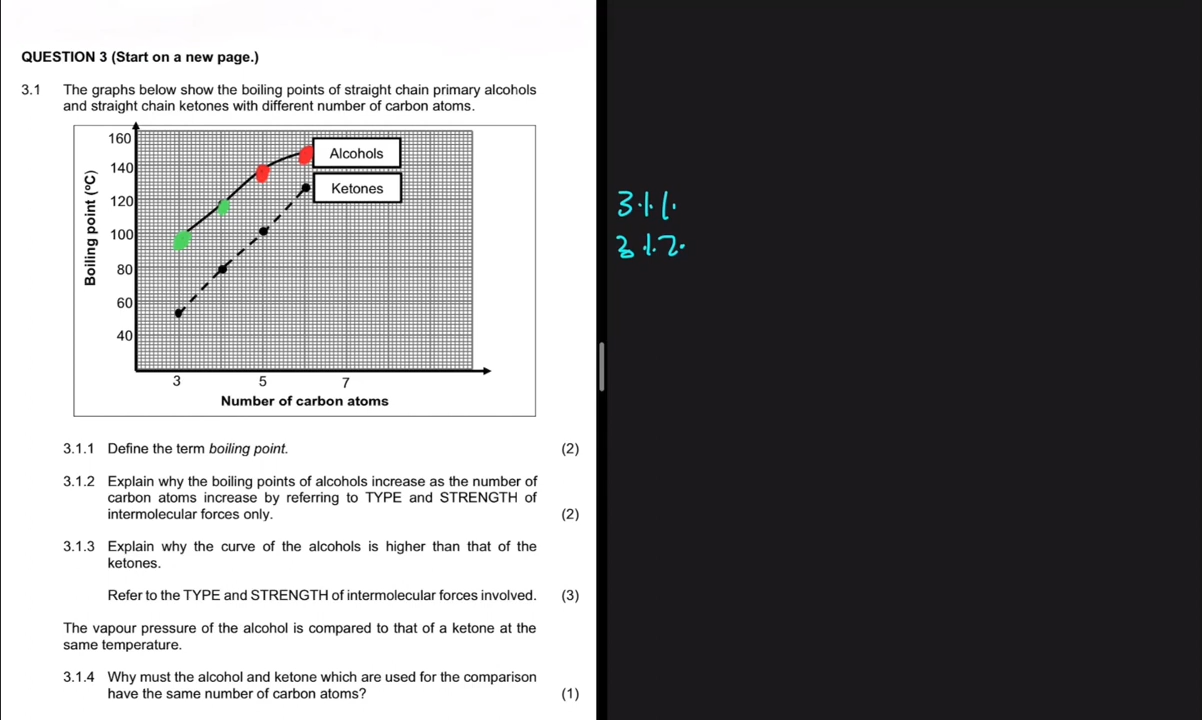 QUESTION 3 (Start on a new page.)
3.1 The graphs below show the boiling points of straight chain primary alcohols
and straight chain ketones with different number of carbon atoms.
160
140
120
100
80
60
40
Boiling point (ºC)
Alcohols
Ketones
3 5 7
Number of carbon atoms
3.1.1 Define the term boiling point. (2)
3.1.2 Explain why the boiling points of alcohols increase as the number of
carbon atoms increase by referring to TYPE and STRENGTH of
intermolecular forces only. (2)
3.1.3 Explain why the curve of the alcohols is higher than that of the
ketones.
Refer to the TYPE and STRENGTH of intermolecular forces involved. (3)
The vapour pressure of the alcohol is compared to that of a ketone at the
same temperature.
3.1.4 Why must the alcohol and ketone which are used for the comparison
have the same number of carbon atoms? (1)
3.1.1.
3.1.2.